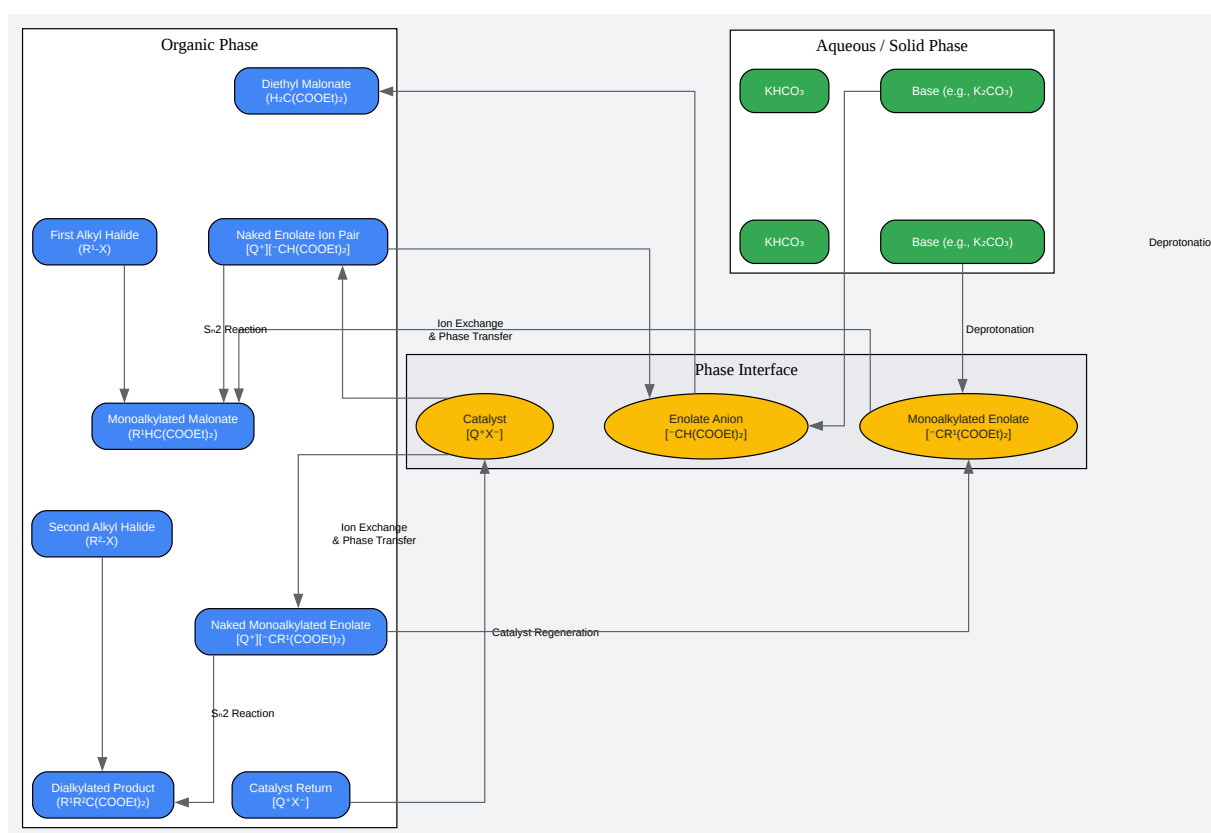 Organic Phase
Aqueous / Solid Phase
Diethyl Malonate
(H₂C(COOEt)₂)
KHCO₃
Base (e.g., K₂CO₃)
First Alkyl Halide
(R¹-X)
Naked Enolate Ion Pair
[Q⁺][⁻CH(COOEt)₂]
KHCO₃
Base (e.g., K₂CO₃)
Deprotonatio
Sₙ2 Reaction
Ion Exchange
& Phase Transfer
Deprotonation
Phase Interface
Monoalkylated Malonate
(R¹HC(COOEt)₂)
Catalyst
[Q⁺X⁻]
Enolate Anion
[⁻CH(COOEt)₂]
Monoalkylated Enolate
[⁻CR¹(COOEt)₂]
Second Alkyl Halide
(R²-X)
Ion Exchange
& Phase Transfer
Naked Monoalkylated Enolate
[Q⁺][⁻CR¹(COOEt)₂)
Catalyst Regeneration
Sₙ2 Reaction
Dialkylated Product
(R¹R²C(COOEt)₂)
Catalyst Return
[Q⁺X⁻]